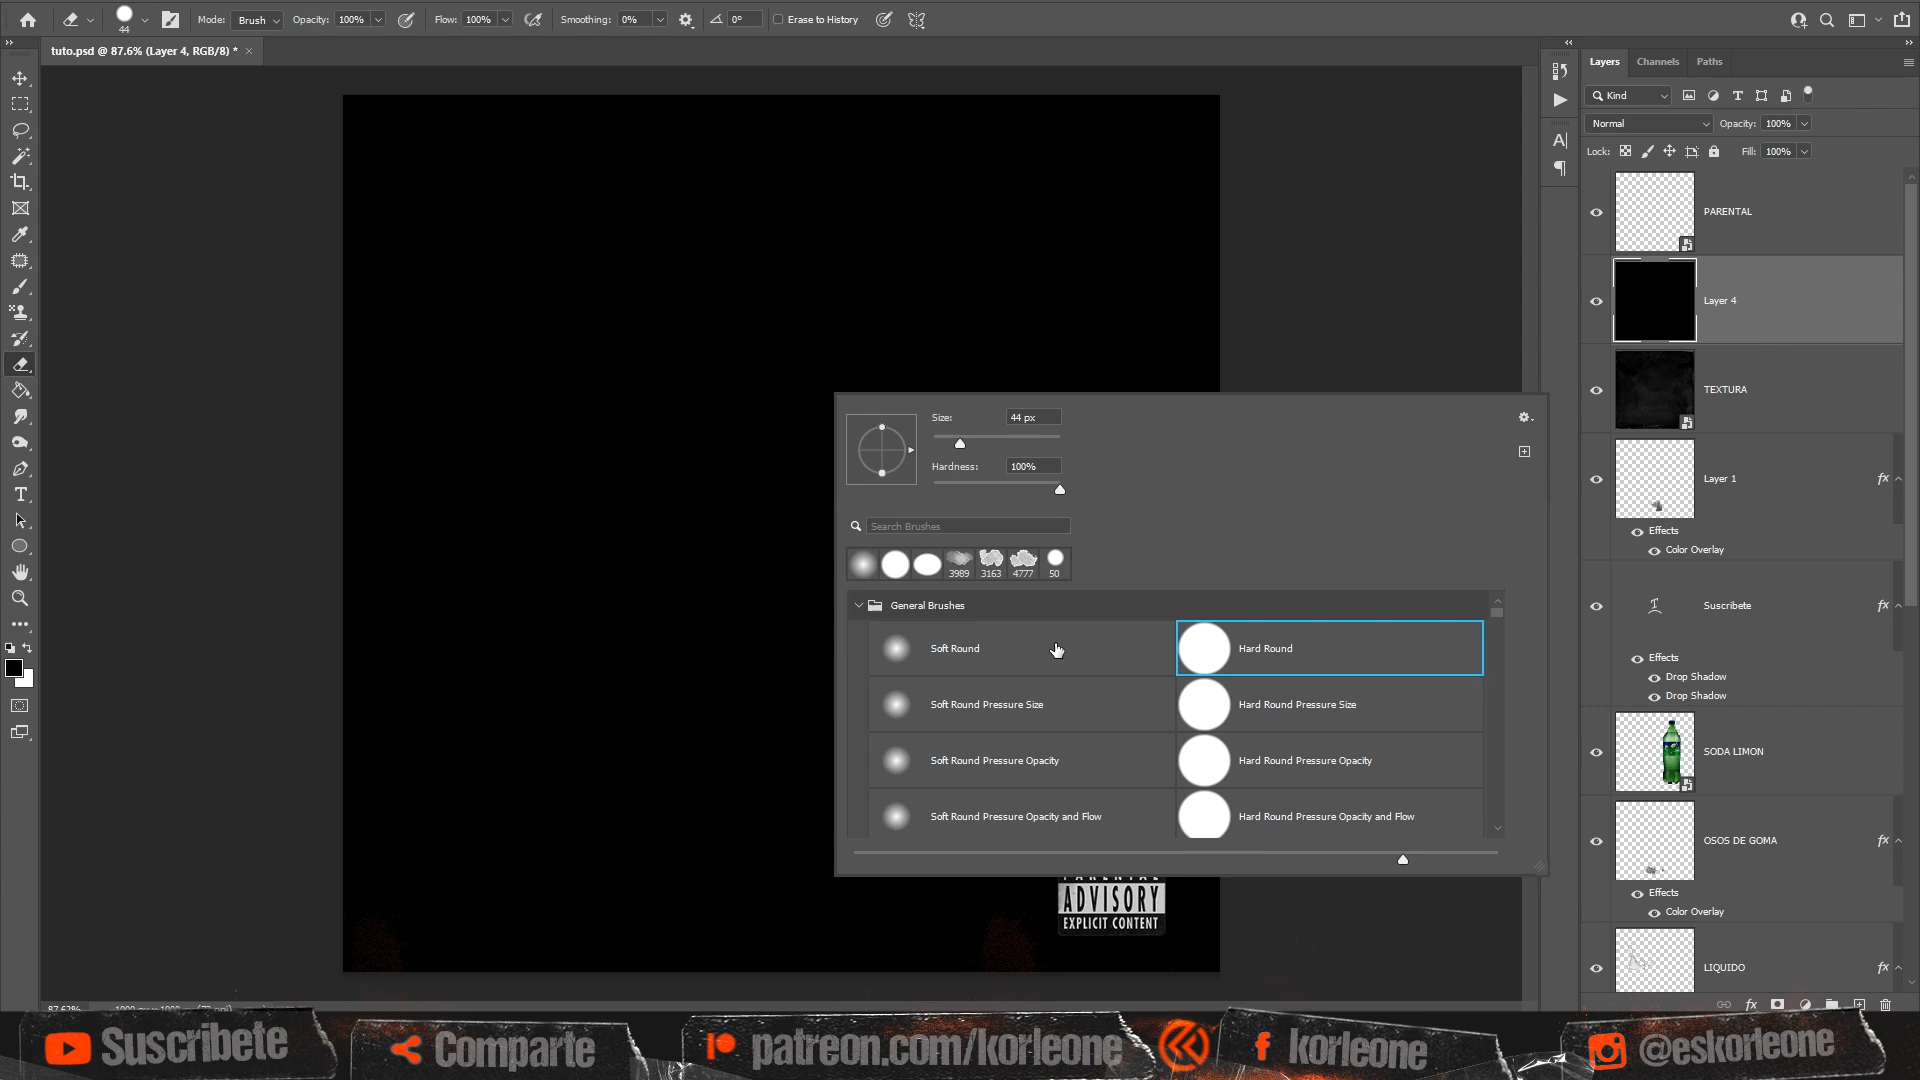 44
Mode:
Brush
Opacity: 100%
Flow: 100%
Smoothing: 0%
0°
Erase to History
tuto.psd @ 87.6% (Layer 4, RGB/8) *
Layers
Channels
Paths
Kind
Normal
Opacity: 100%
Lock:
Fill: 100%
PARENTAL
Layer 4
TEXTURA
Layer 1
fx
Effects
Color Overlay
Suscribete
fx
Effects
Drop Shadow
Drop Shadow
SODA LIMON
OSOS DE GOMA
fx
Effects
Color Overlay
LIQUIDO
fx
Size:
44 px
Hardness:
100%
Search Brushes
3989
3163
4777
50
General Brushes
Soft Round
Hard Round
Soft Round Pressure Size
Hard Round Pressure Size
Soft Round Pressure Opacity
Hard Round Pressure Opacity
Soft Round Pressure Opacity and Flow
Hard Round Pressure Opacity and Flow
PARENTAL
ADVISORY
EXPLICIT CONTENT
Suscribete
Comparte
patreon.com/korleone
korleone
@eskorleone